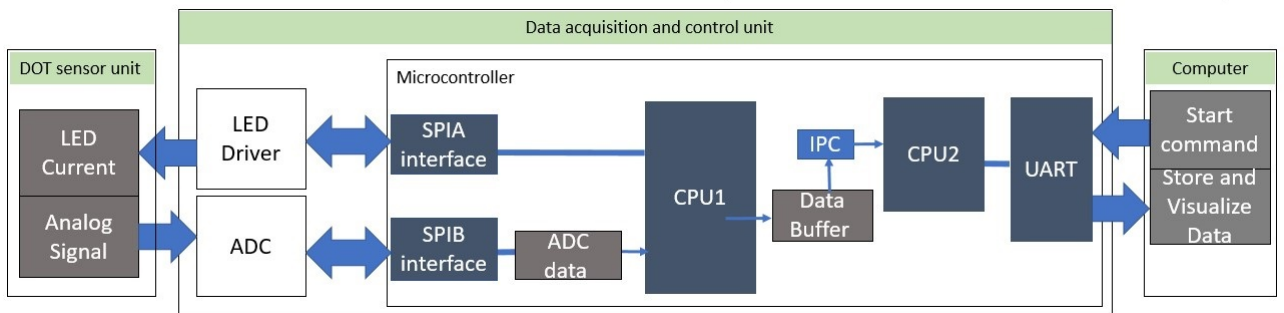 Data acquisition and control unit
DOT sensor unit
Microcontroller
Computer
LED
Current
Analog
Signal
LED
Driver
ADC
SPIA
interface
SPIB
interface
ADC
data
CPU1
IPC
Data
Buffer
CPU2
UART
Start
command
Store and
Visualize
Data